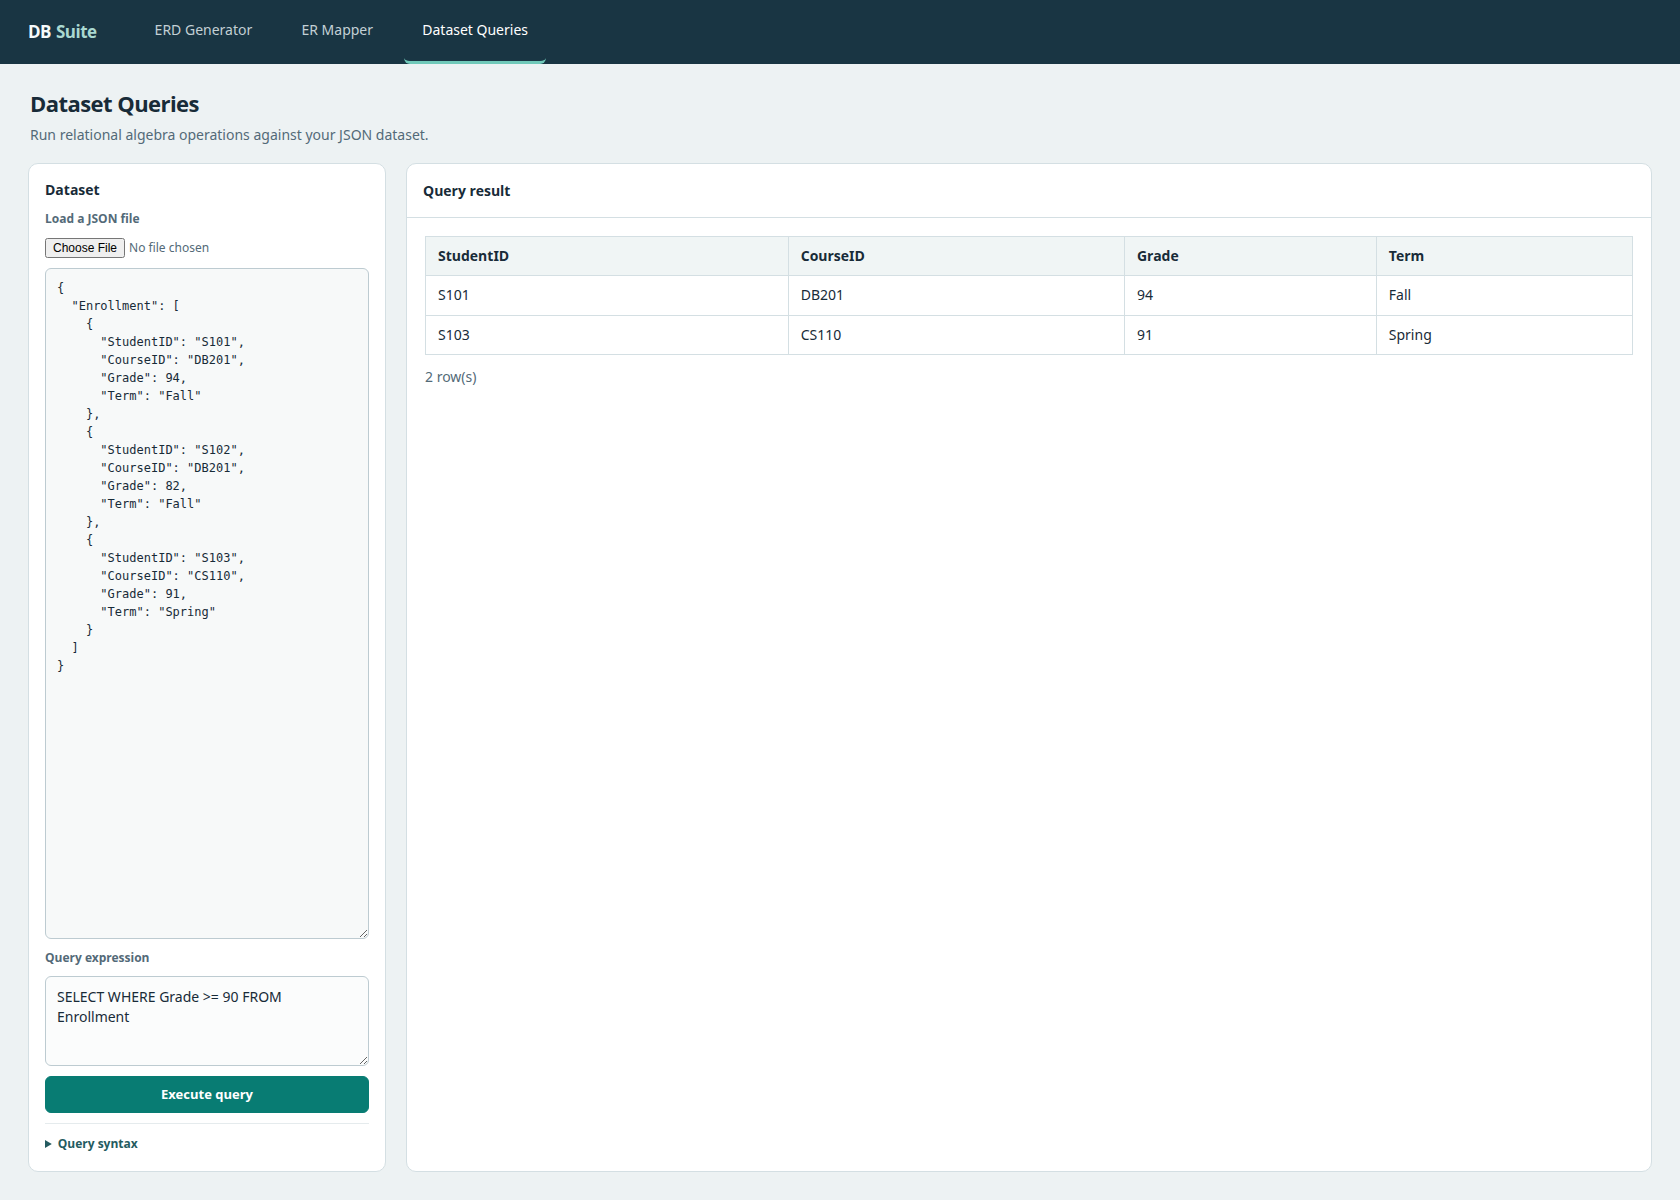 DB Suite
ERD Generator
ER Mapper
Dataset Queries
Dataset Queries
Run relational algebra operations against your JSON dataset.
Dataset
Load a JSON file
Choose File No file chosen
{
  "Enrollment": [
    {
      "StudentID": "S101",
      "CourseID": "DB201",
      "Grade": 94,
      "Term": "Fall"
    },
    {
      "StudentID": "S102",
      "CourseID": "DB201",
      "Grade": 82,
      "Term": "Fall"
    },
    {
      "StudentID": "S103",
      "CourseID": "CS110",
      "Grade": 91,
      "Term": "Spring"
    }
  ]
}
Query expression
SELECT WHERE Grade >= 90 FROM
Enrollment
Execute query
Query syntax
Query result
StudentID CourseID Grade Term
S101 DB201 94 Fall
S103 CS110 91 Spring
2 row(s)